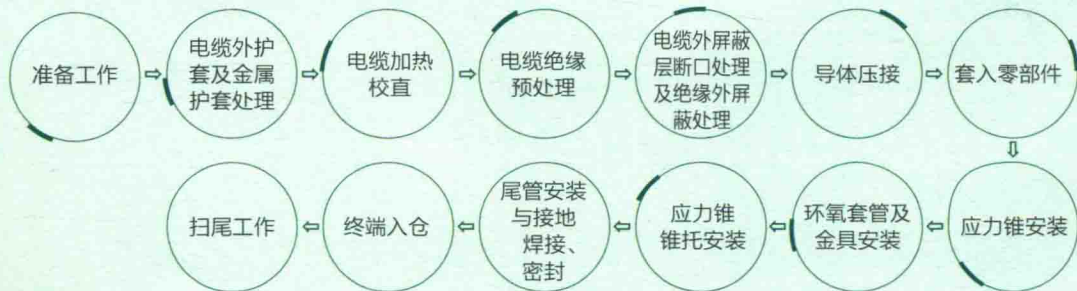 准备工作
电缆外护
套及金属
护套处理
电缆加热
校直
电缆绝缘
预处理
电缆外屏蔽
层断口处理
及绝缘外屏
蔽处理
导体压接
套入零部件
应力锥安装
环氧套管及
金具安装
应力锥
锥托安装
尾管安装
与接地
焊接、
密封
终端入仓
扫尾工作